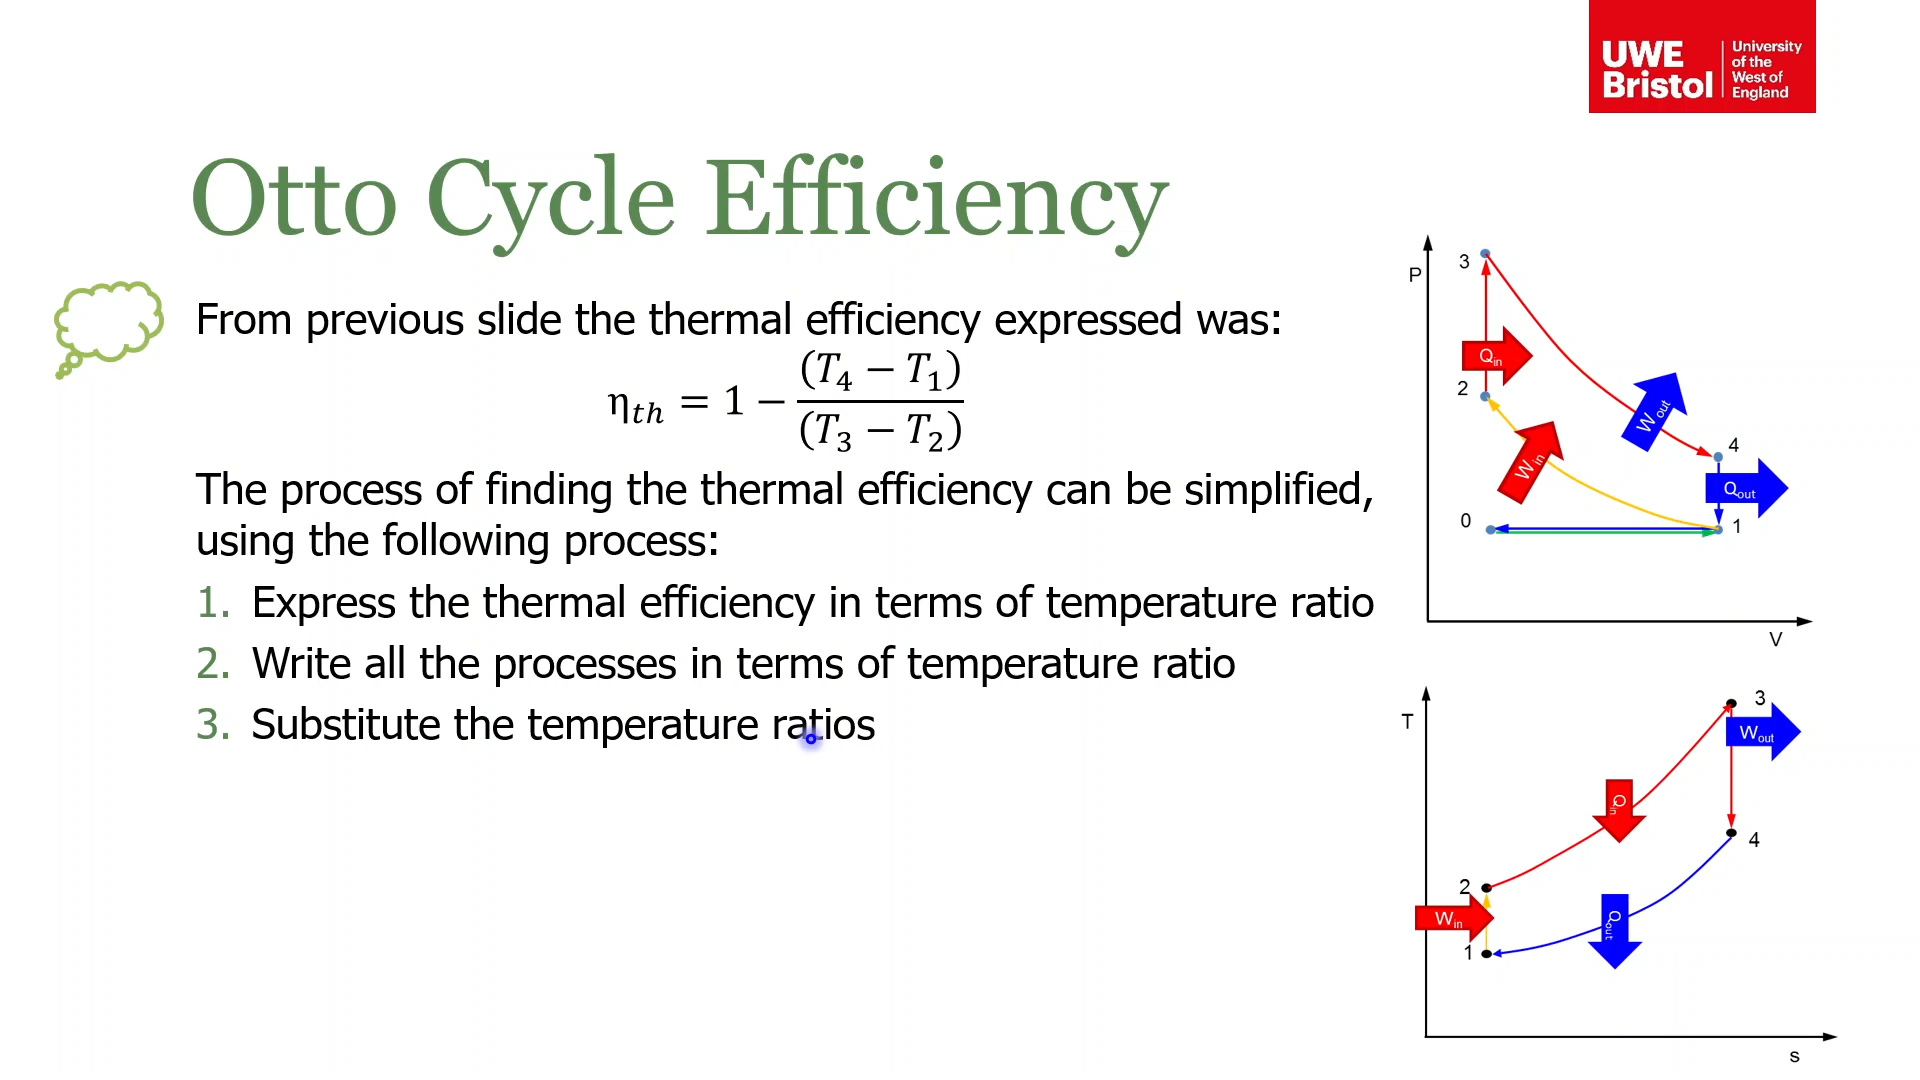 UWE Bristol
University of the West of England
Otto Cycle Efficiency
From previous slide the thermal efficiency expressed was:
η_th = 1 − (T₄ − T₁) / (T₃ − T₂)
The process of finding the thermal efficiency can be simplified,
using the following process:
1. Express the thermal efficiency in terms of temperature ratio
2. Write all the processes in terms of temperature ratio
3. Substitute the temperature ratios
P
3
Q_in
2
W_out
W_in
4
Q_out
0
1
V
T
3
W_out
Q_in
4
2
W_in
Q_out
1
s